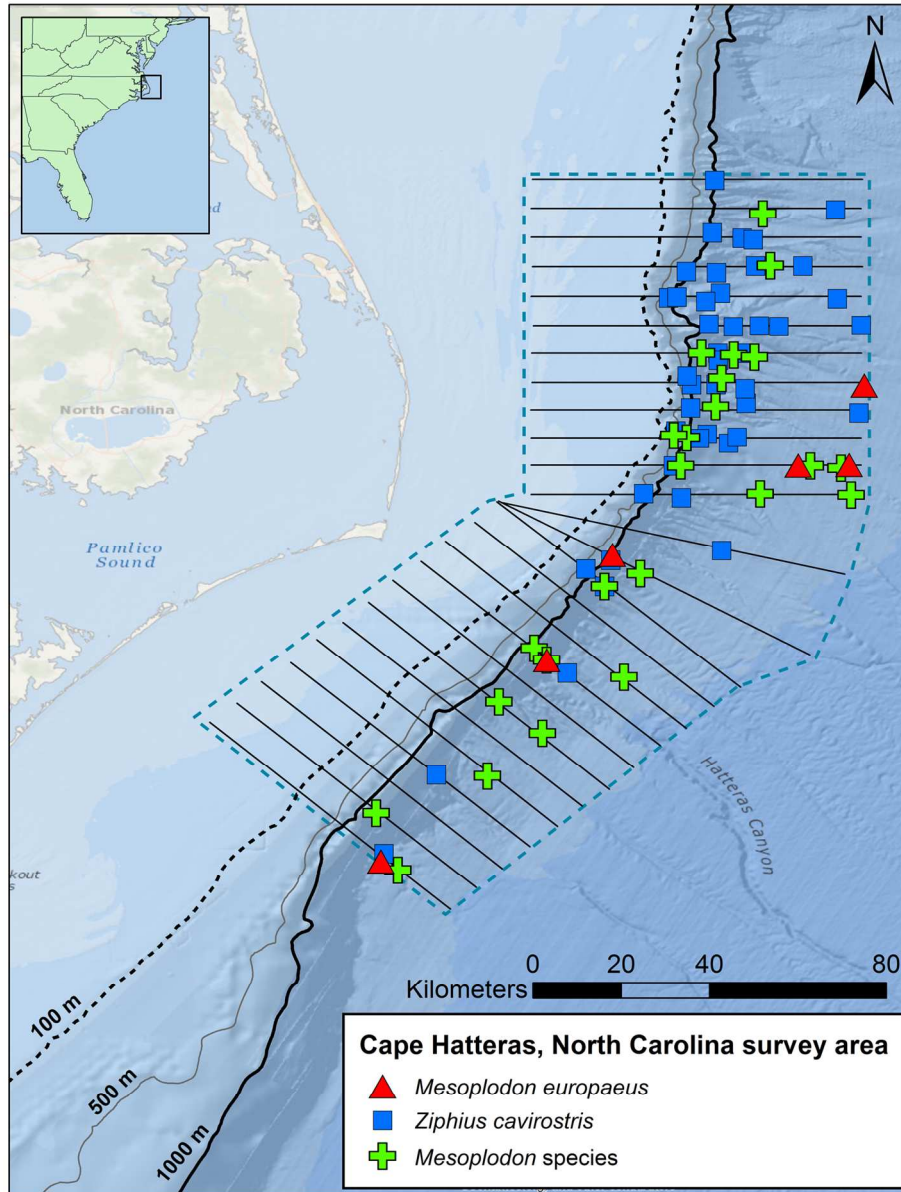 N
North Carolina
Pamlico
Sound
Hatteras Canyon
out
0 20 40 80
Kilometers
100 m
500 m
1000 m
Cape Hatteras, North Carolina survey area
Mesoplodon europaeus
Ziphius cavirostris
Mesoplodon species